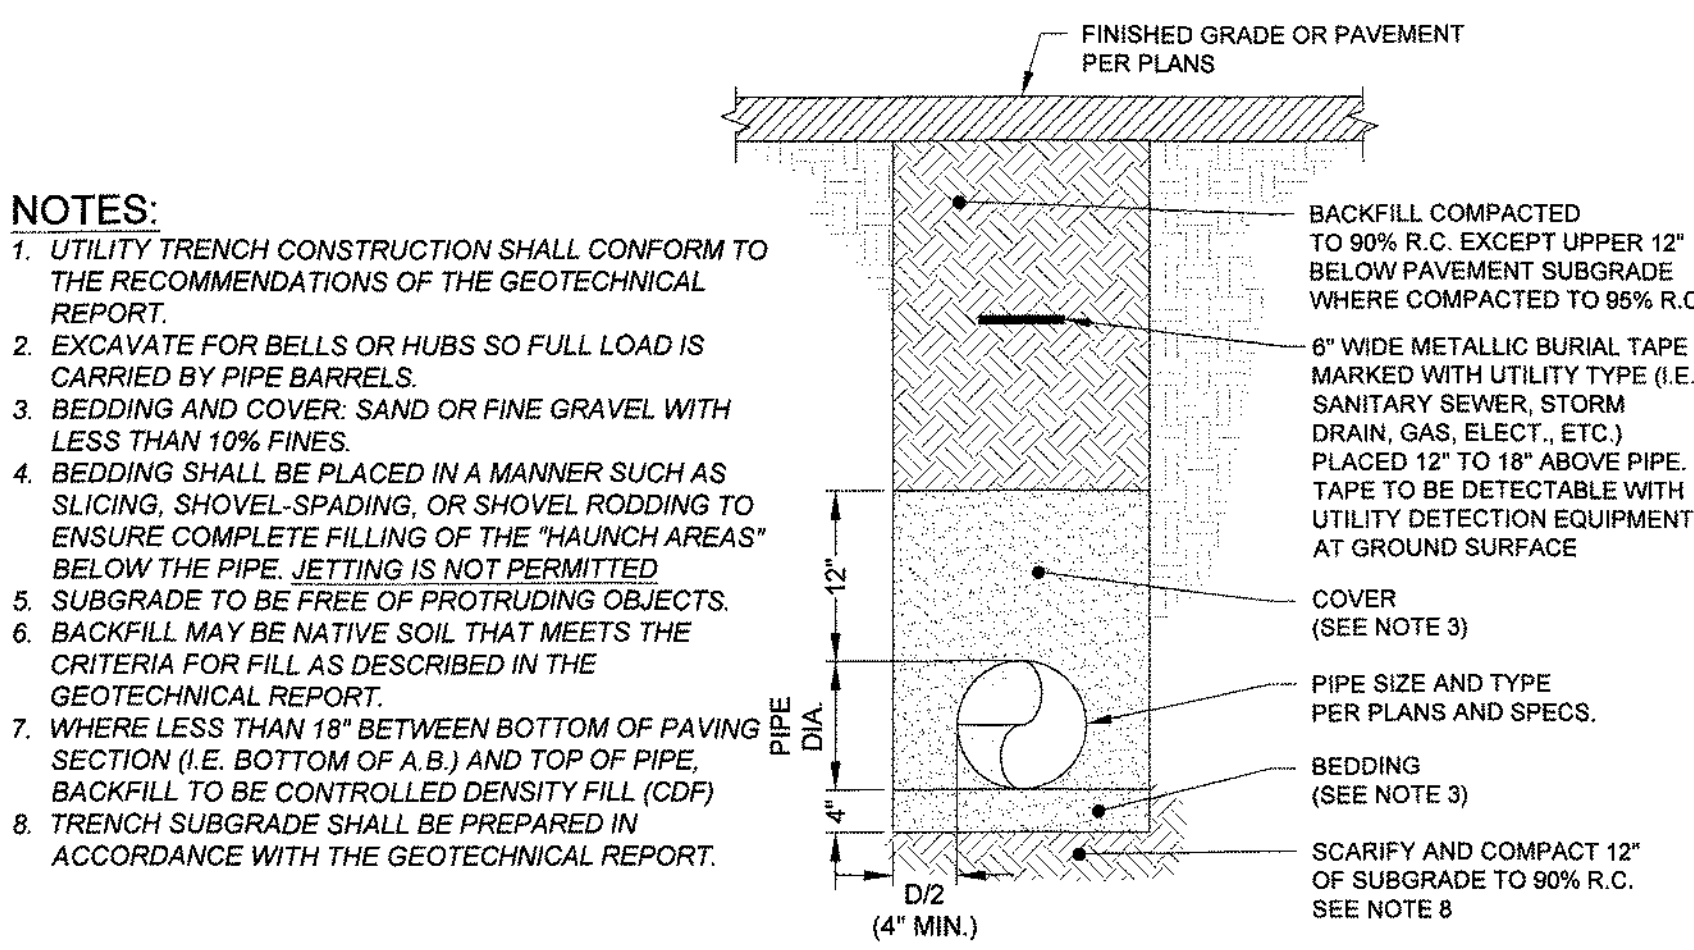 FINISHED GRADE OR PAVEMENT
PER PLANS
NOTES:
1. UTILITY TRENCH CONSTRUCTION SHALL CONFORM TO
THE RECOMMENDATIONS OF THE GEOTECHNICAL
REPORT.
2. EXCAVATE FOR BELLS OR HUBS SO FULL LOAD IS
CARRIED BY PIPE BARRELS.
3. BEDDING AND COVER: SAND OR FINE GRAVEL WITH
LESS THAN 10% FINES.
4. BEDDING SHALL BE PLACED IN A MANNER SUCH AS
SLICING, SHOVEL-SPADING, OR SHOVEL RODDING TO
ENSURE COMPLETE FILLING OF THE "HAUNCH AREAS"
BELOW THE PIPE. JETTING IS NOT PERMITTED
5. SUBGRADE TO BE FREE OF PROTRUDING OBJECTS.
6. BACKFILL MAY BE NATIVE SOIL THAT MEETS THE
CRITERIA FOR FILL AS DESCRIBED IN THE
GEOTECHNICAL REPORT.
7. WHERE LESS THAN 18" BETWEEN BOTTOM OF PAVING
SECTION (I.E. BOTTOM OF A.B.) AND TOP OF PIPE,
BACKFILL TO BE CONTROLLED DENSITY FILL (CDF)
8. TRENCH SUBGRADE SHALL BE PREPARED IN
ACCORDANCE WITH THE GEOTECHNICAL REPORT.
12"
PIPE
DIA.
4"
D/2
(4" MIN.)
BACKFILL COMPACTED
TO 90% R.C. EXCEPT UPPER 12"
BELOW PAVEMENT SUBGRADE
WHERE COMPACTED TO 95% R.C
6" WIDE METALLIC BURIAL TAPE
MARKED WITH UTILITY TYPE (I.E.
SANITARY SEWER, STORM
DRAIN, GAS, ELECT., ETC.)
PLACED 12" TO 18" ABOVE PIPE.
TAPE TO BE DETECTABLE WITH
UTILITY DETECTION EQUIPMENT
AT GROUND SURFACE
COVER
(SEE NOTE 3)
PIPE SIZE AND TYPE
PER PLANS AND SPECS.
BEDDING
(SEE NOTE 3)
SCARIFY AND COMPACT 12"
OF SUBGRADE TO 90% R.C.
SEE NOTE 8